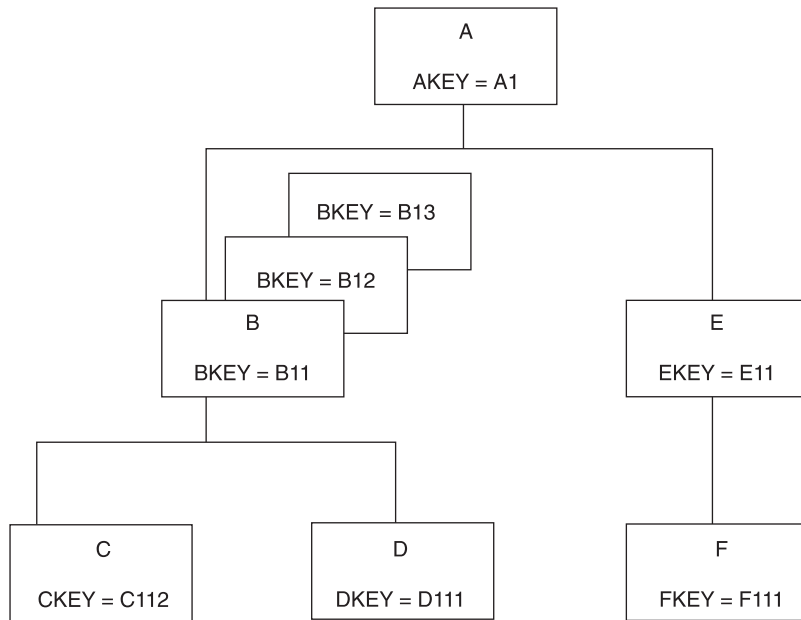 A
AKEY = A1
BKEY = B13
BKEY = B12
B
BKEY = B11
E
EKEY = E11
C
CKEY = C112
D
DKEY = D111
F
FKEY = F111